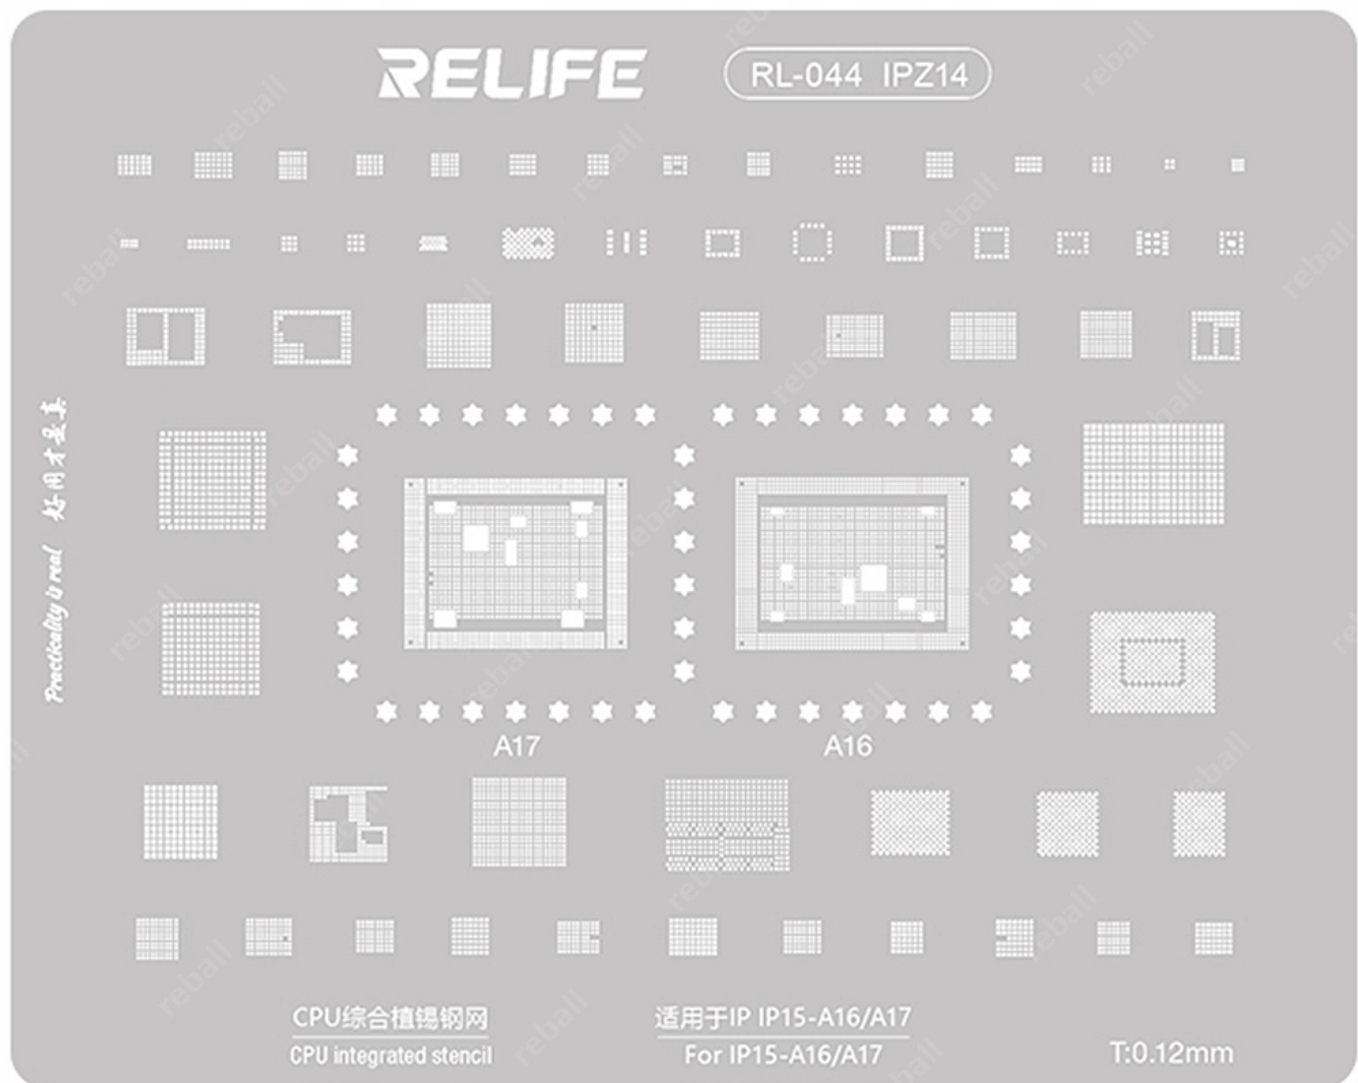 RELIFE
RL-044 IPZ14
Practicality is real 好用才是真
A17
A16
CPU综合植锡钢网
CPU integrated stencil
适用于IP IP15-A16/A17
For IP15-A16/A17
T:0.12mm
reball